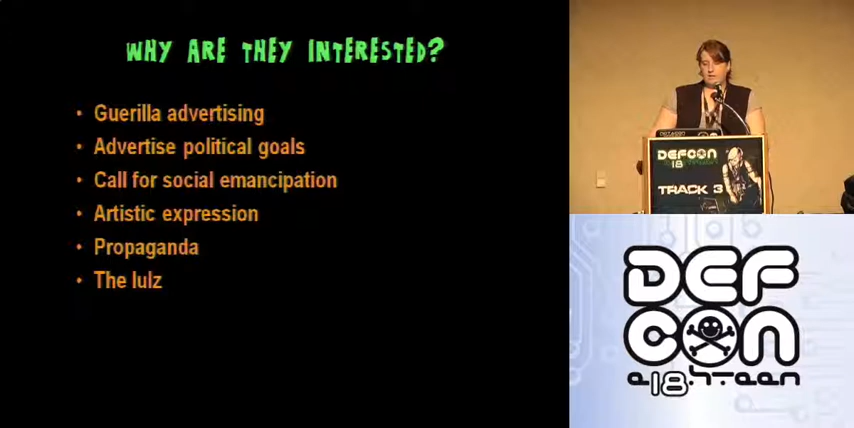 WHY ARE THEY INTERESTED?
• Guerilla advertising
• Advertise political goals
• Call for social emancipation
• Artistic expression
• Propaganda
• The lulz
DEFCON
18
TRACK 3
DEF
CON
e18hteen